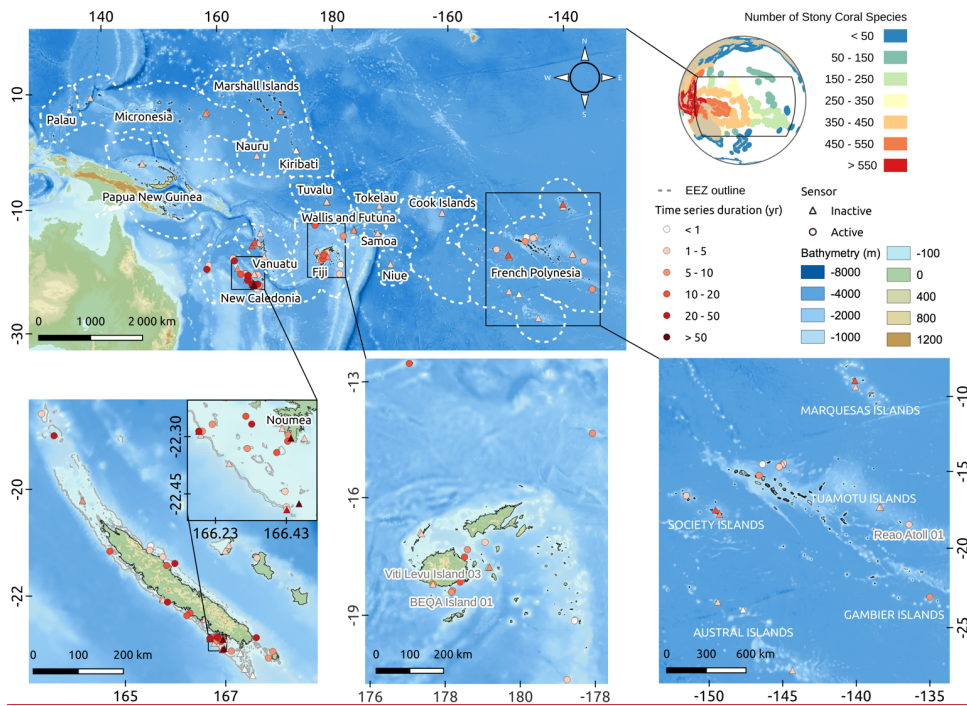 140
160
180
-160
-140
Number of Stony Coral Species
< 50
50 - 150
150 - 250
250 - 350
350 - 450
450 - 550
> 550
N
W
E
S
10
-10
-30
Palau
Micronesia
Marshall Islands
Nauru
Kiribati
Papua New Guinea
Tuvalu
Tokelau
Cook Islands
Wallis and Futuna
Samoa
Vanuatu
Fiji
Niue
French Polynesia
New Caledonia
0 1 000 2 000 km
EEZ outline
Time series duration (yr)
< 1
1 - 5
5 - 10
10 - 20
20 - 50
> 50
Sensor
Inactive
Active
Bathymetry (m)
-8000
-4000
-2000
-1000
-100
0
400
800
1200
Noumea
-22.30
-22.45
166.23 166.43
-20
-22
0 100 200 km
165 167
-13
-16
-19
Viti Levu Island 03
BEQA Island 01
0 100 200 km
176 178 180 -178
MARQUESAS ISLANDS
TUAMOTU ISLANDS
SOCIETY ISLANDS
Reao Atoll 01
GAMBIER ISLANDS
AUSTRAL ISLANDS
0 300 600 km
-10
-15
-20
-25
-150 -145 -140 -135